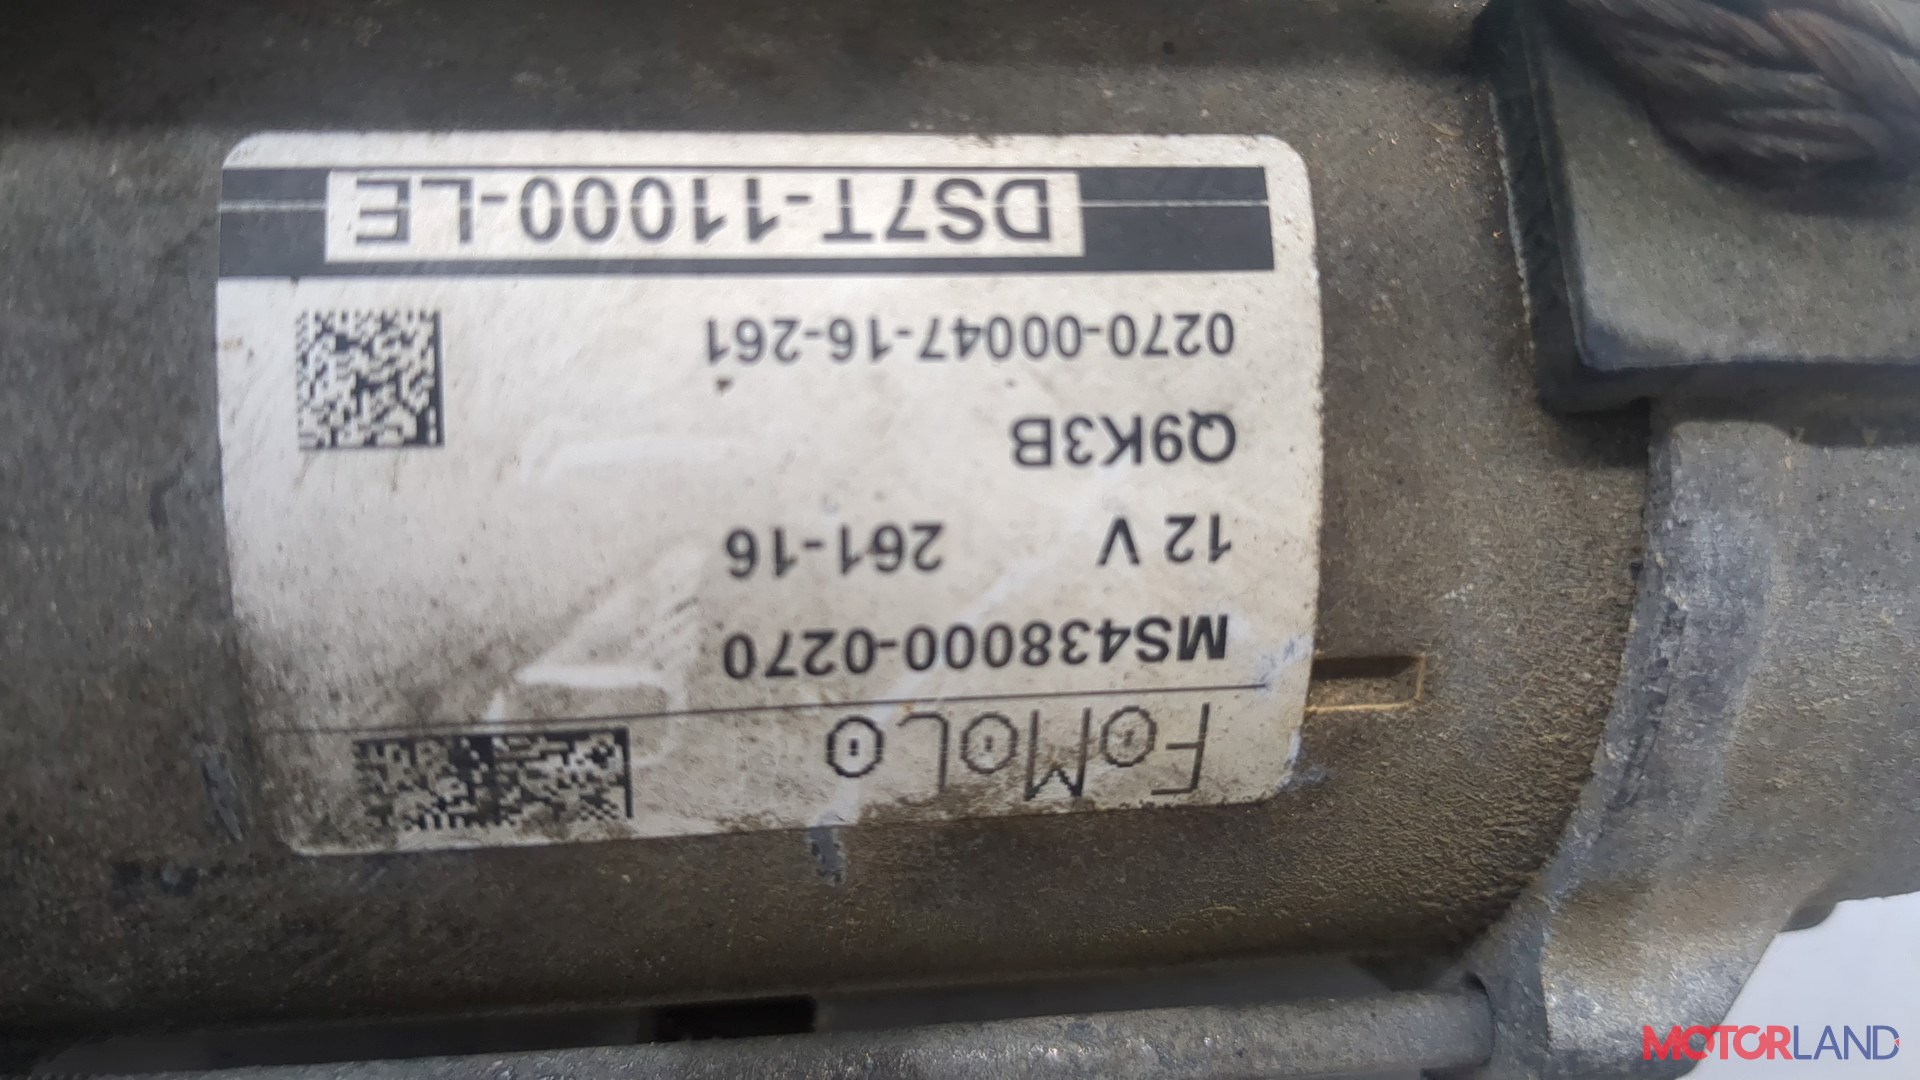 FoMoCo
MS438000-0270
12 V 261-16
Q9K3B
0270-00047-16-261
DS7T-11000-LE
MOTORLAND